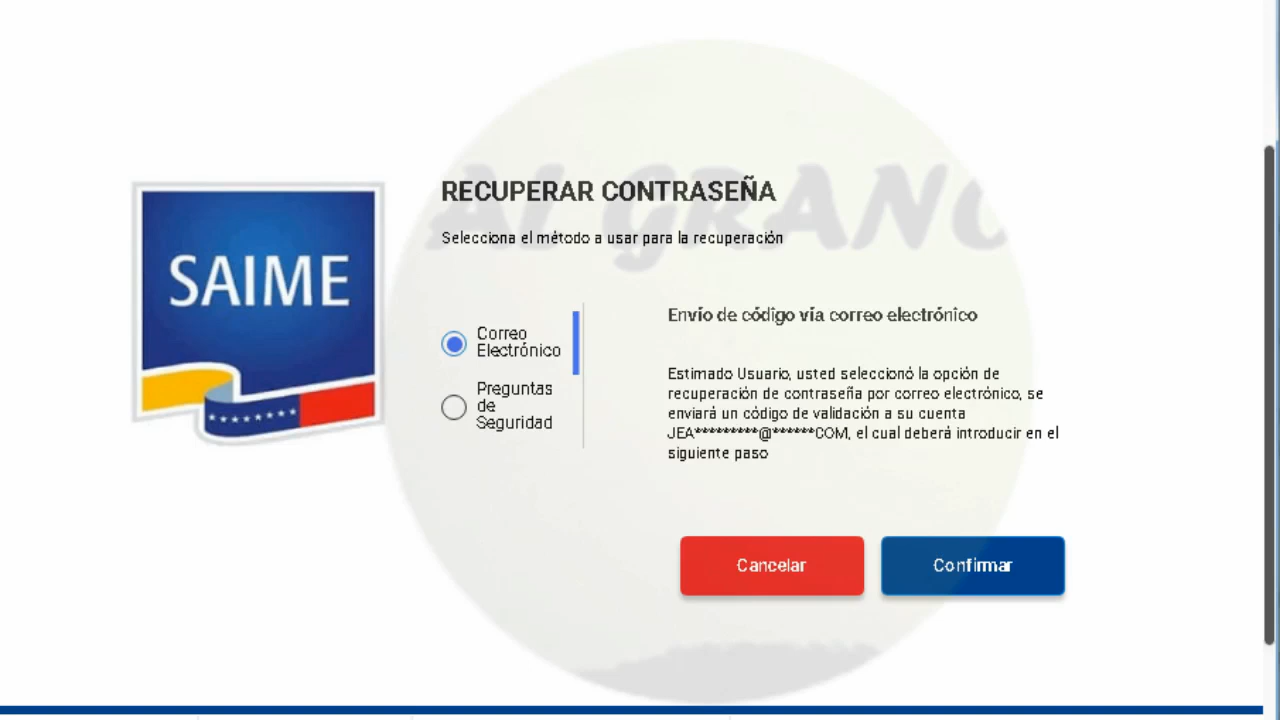 AL GRANO
SAIME
RECUPERAR CONTRASEÑA
Selecciona el método a usar para la recuperación
Correo
Electrónico
Preguntas
de
Seguridad
Envío de código vía correo electrónico
Estimado Usuario, usted seleccionó la opción de
recuperación de contraseña por correo electrónico, se
enviará un código de validación a su cuenta
JEA*********@******COM, el cual deberá introducir en el
siguiente paso
Cancelar
Confirmar